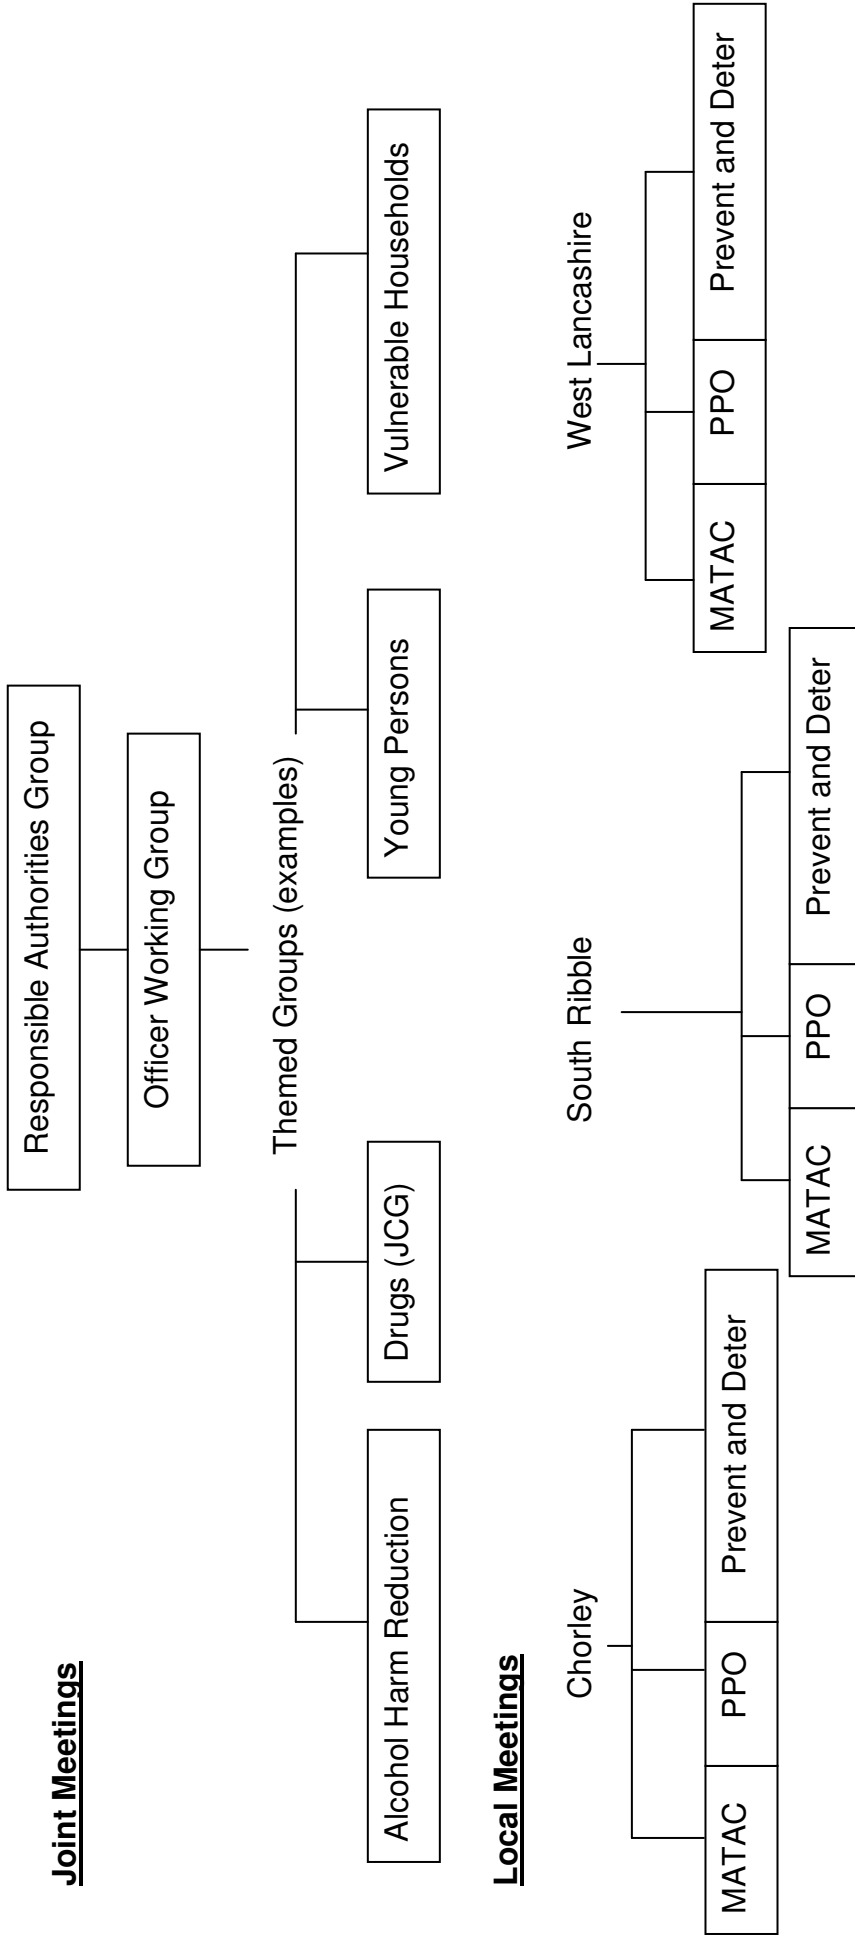 Joint Meetings
Responsible Authorities Group
Officer Working Group
Themed Groups (examples)
Alcohol Harm Reduction
Drugs (JCG)
Young Persons
Vulnerable Households
Local Meetings
Chorley
MATAC
PPO
Prevent and Deter
South Ribble
MATAC
PPO
Prevent and Deter
West Lancashire
MATAC
PPO
Prevent and Deter